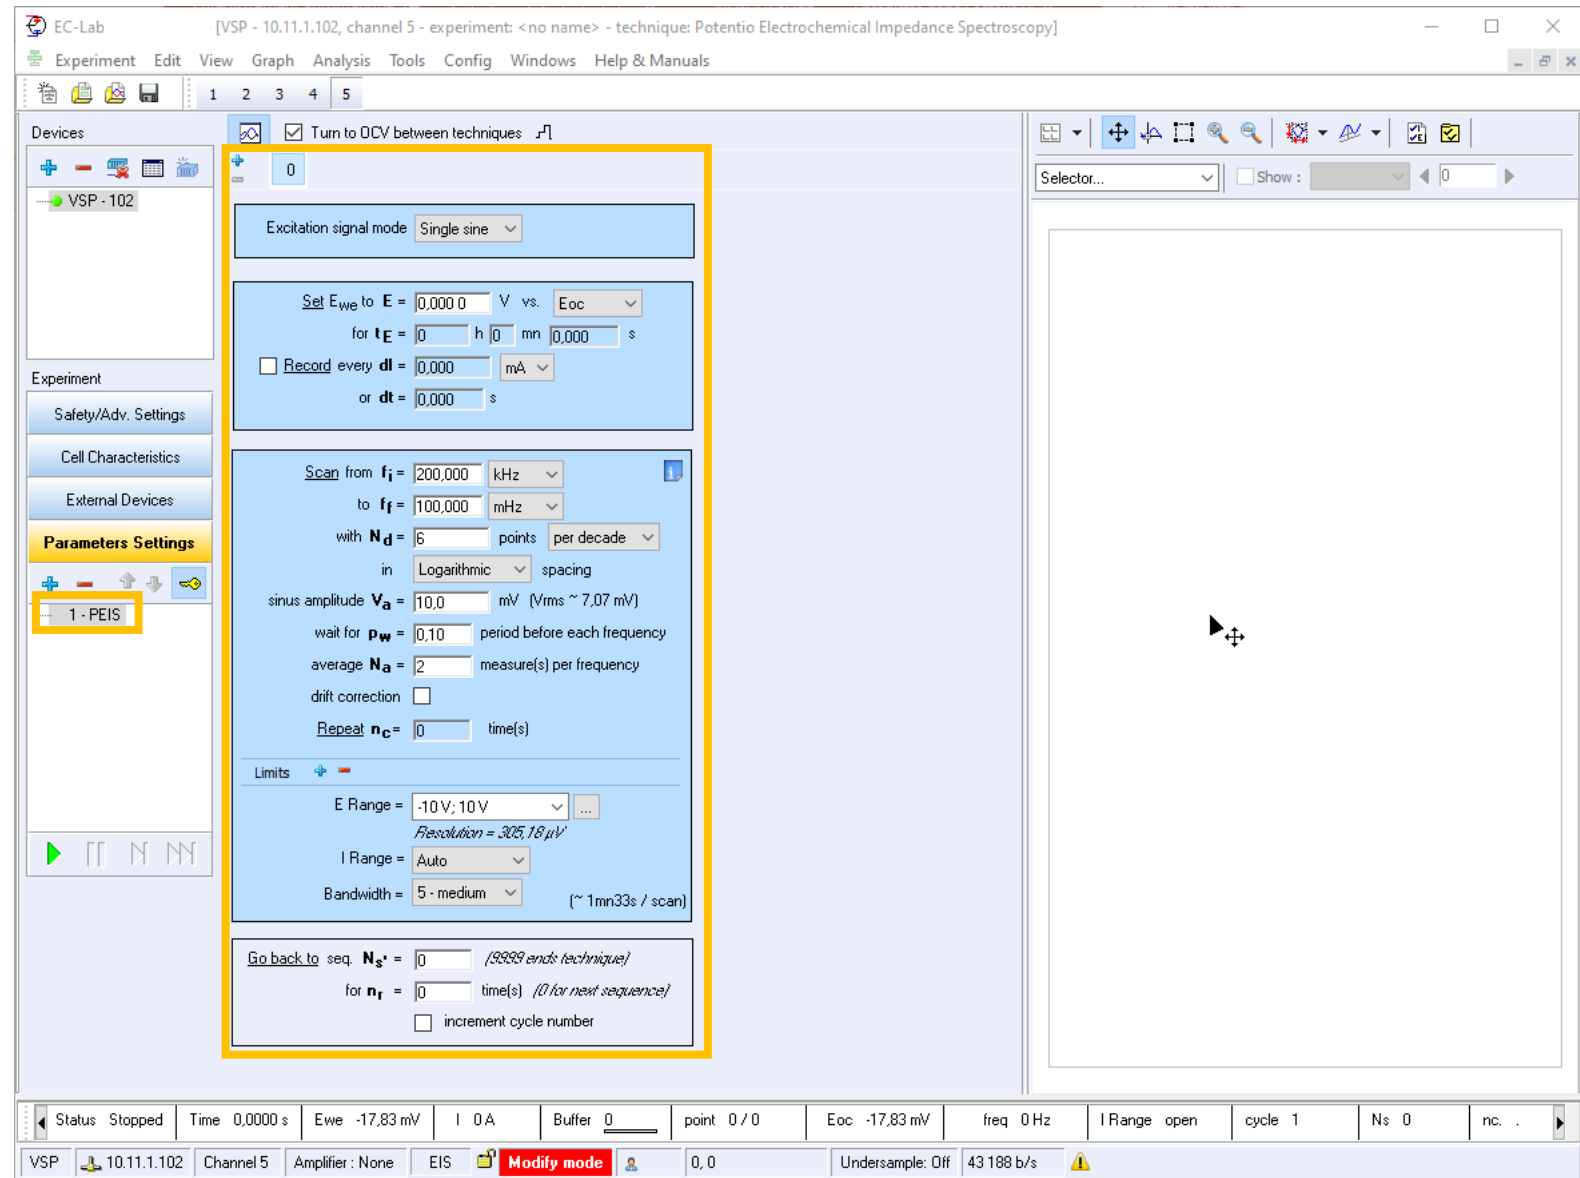 EC-Lab [VSP - 10.11.1.102, channel 5 - experiment: <no name> - technique: Potentio Electrochemical Impedance Spectroscopy]
Experiment Edit View Graph Analysis Tools Config Windows Help & Manuals
1 2 3 4 5
Devices
Turn to OCV between techniques
0
VSP - 102
Selector... Show : 0
Excitation signal mode Single sine
Set Ewe to E = 0,000 0 V vs. Eoc
for tE = 0 h 0 mn 0,000 s
Record every dI = 0,000 mA
or dt = 0,000 s
Experiment
Safety/Adv. Settings
Cell Characteristics
External Devices
Parameters Settings
1 - PEIS
Scan from fi = 200,000 kHz
to ff = 100,000 mHz
with Nd = 6 points per decade
in Logarithmic spacing
sinus amplitude Va = 10,0 mV (Vrms ~ 7,07 mV)
wait for pw = 0,10 period before each frequency
average Na = 2 measure(s) per frequency
drift correction
Repeat nc = 0 time(s)
Limits
E Range = -10 V; 10 V ...
Resolution = 305,18 µV
I Range = Auto
Bandwidth = 5 - medium (~ 1mn33s / scan)
Go back to seq. Ns' = 0 (9999 ends technique)
for nr = 0 time(s) (0 for next sequence)
increment cycle number
Status Stopped Time 0,0000 s Ewe -17,83 mV I 0 A Buffer 0 point 0 / 0 Eoc -17,83 mV freq 0 Hz I Range open cycle 1 Ns 0 nc. .
VSP 10.11.1.102 Channel 5 Amplifier : None EIS Modify mode 0, 0 Undersample: Off 43 188 b/s